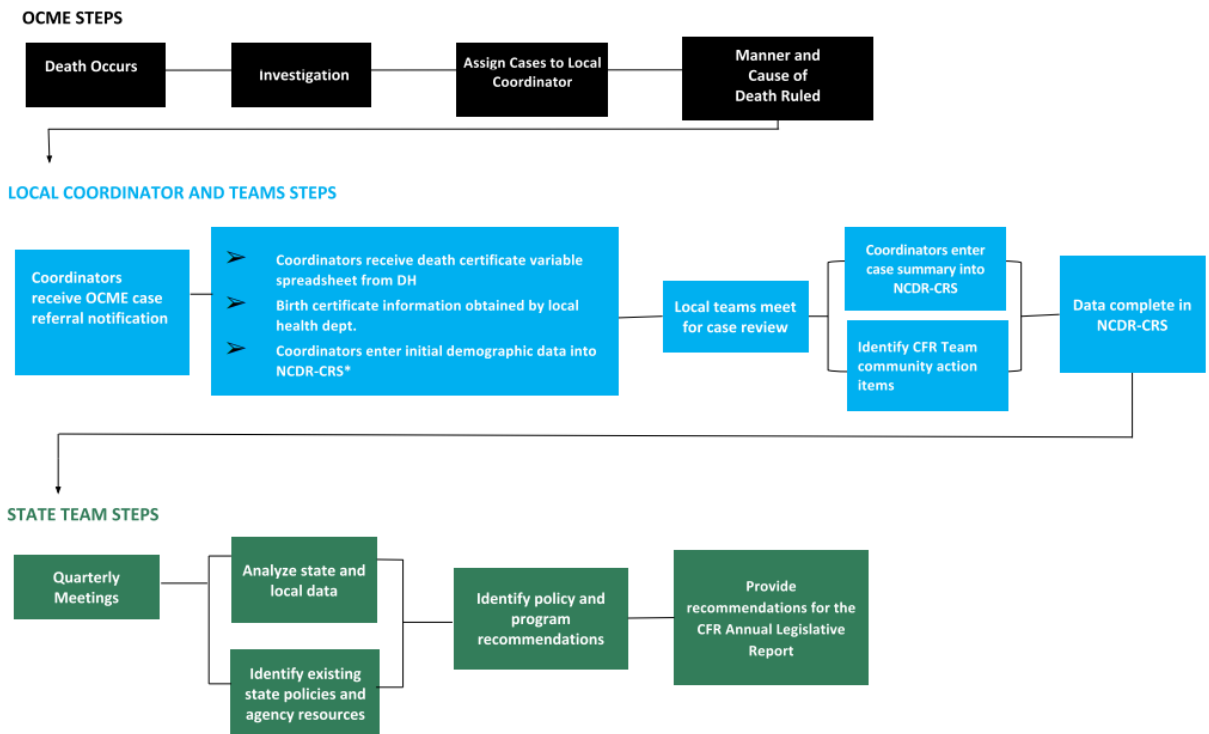 OCME STEPS
Death Occurs
Investigation
Assign Cases to Local
Coordinator
Manner and
Cause of
Death Ruled
LOCAL COORDINATOR AND TEAMS STEPS
Coordinators
receive OCME case
referral notification
Coordinators receive death certificate variable
spreadsheet from DH
Birth certificate information obtained by local
health dept.
Coordinators enter initial demographic data into
NCDR-CRS*
Local teams meet
for case review
Coordinators enter
case summary into
NCDR-CRS
Identify CFR Team
community action
items
Data complete in
NCDR-CRS
STATE TEAM STEPS
Quarterly
Meetings
Analyze state and
local data
Identify existing
state policies and
agency resources
Identify policy and
program
recommendations
Provide
recommendations for the
CFR Annual Legislative
Report